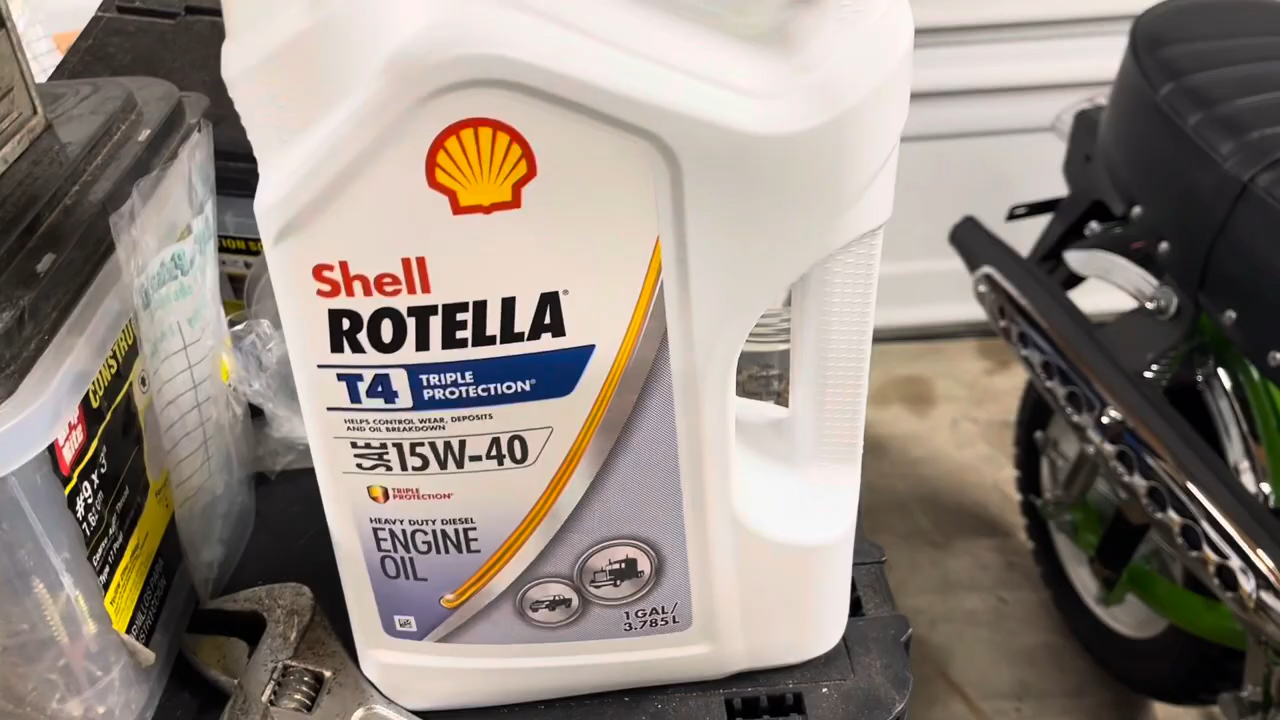 Shell
ROTELLA®
T4 TRIPLE
PROTECTION®
HELPS CONTROL WEAR, DEPOSITS
AND OIL BREAKDOWN
SAE 15W-40
TRIPLE
PROTECTION®
HEAVY DUTY DIESEL
ENGINE
OIL
1 GAL/
3.785 L
CONSTRU
#9 x 3"